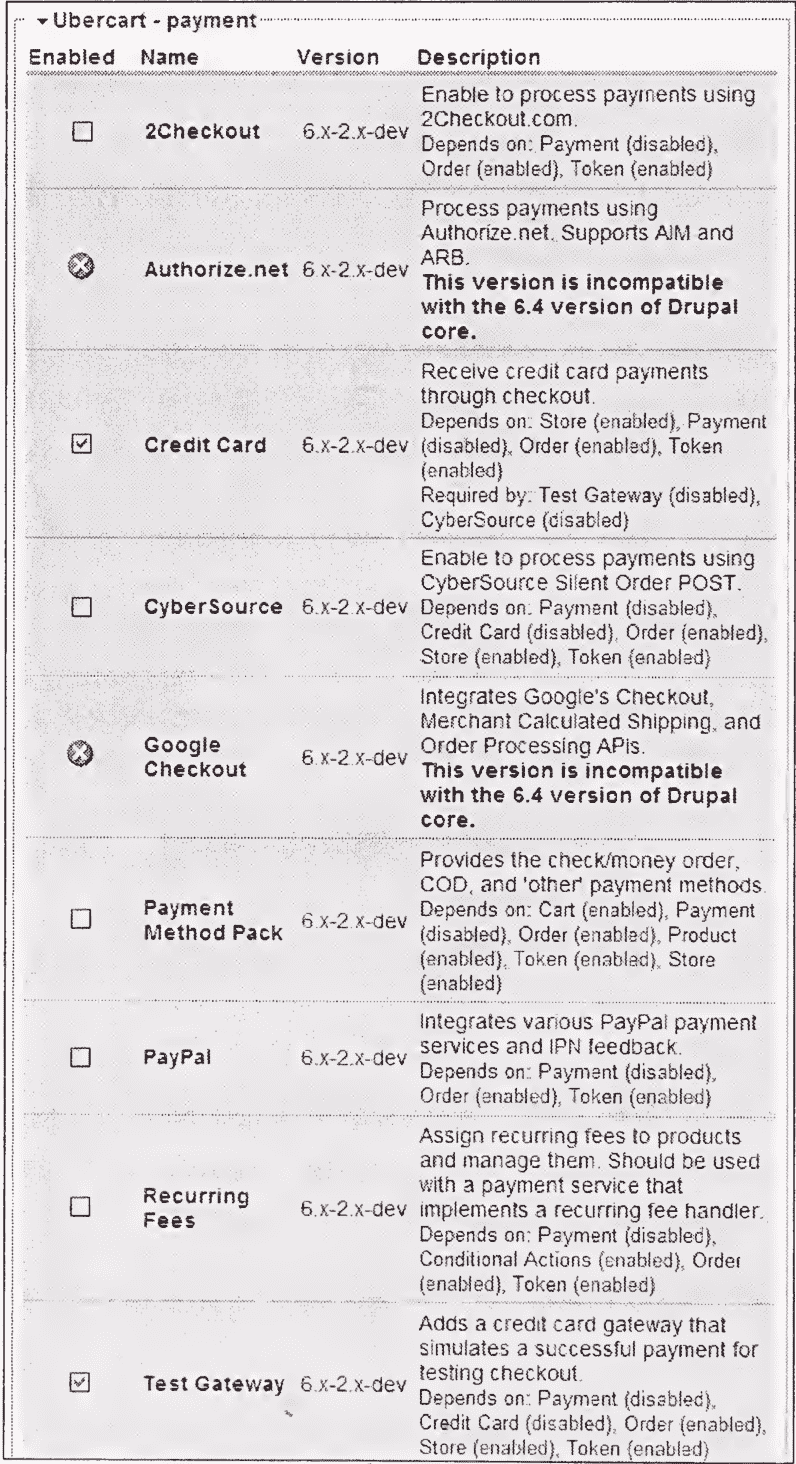 Ubercart - payment
Enabled Name Version Description
Enable to process payments using
2Checkout.com.
2Checkout 6.x-2.x-dev
Depends on: Payment (disabled),
Order (enabled), Token (enabled)
Process payments using
Authorize.net. Supports AIM and
ARB.
Authorize.net 6.x-2.x-dev
This version is incompatible
with the 6.4 version of Drupal
core.
Receive credit card payments
through checkout.
Depends on: Store (enabled), Payment
Credit Card 6.x-2.x-dev (disabled), Order (enabled), Token
(enabled)
Required by: Test Gateway (disabled),
CyberSource (disabled)
Enable to process payments using
CyberSource Silent Order POST.
CyberSource 6.x-2.x-dev Depends on: Payment (disabled),
Credit Card (disabled), Order (enabled),
Store (enabled), Token (enabled)
Integrates Google's Checkout,
Merchant Calculated Shipping, and
Google
Checkout 6.x-2.x-dev Order Processing APIs.
This version is incompatible
with the 6.4 version of Drupal
core.
Provides the check/money order,
COD, and 'other' payment methods.
Payment
Method Pack 6.x-2.x-dev Depends on: Cart (enabled), Payment
(disabled), Order (enabled), Product
(enabled), Token (enabled), Store
(enabled)
Integrates various PayPal payment
PayPal 6.x-2.x-dev services and IPN feedback.
Depends on: Payment (disabled),
Order (enabled), Token (enabled)
Assign recurring fees to products
and manage them. Should be used
with a payment service that
Recurring
Fees 6.x-2.x-dev implements a recurring fee handler.
Depends on: Payment (disabled),
Conditional Actions (enabled), Order
(enabled), Token (enabled)
Adds a credit card gateway that
simulates a successful payment for
testing checkout.
Test Gateway 6.x-2.x-dev
Depends on: Payment (disabled),
Credit Card (disabled), Order (enabled),
Store (enabled), Token (enabled)